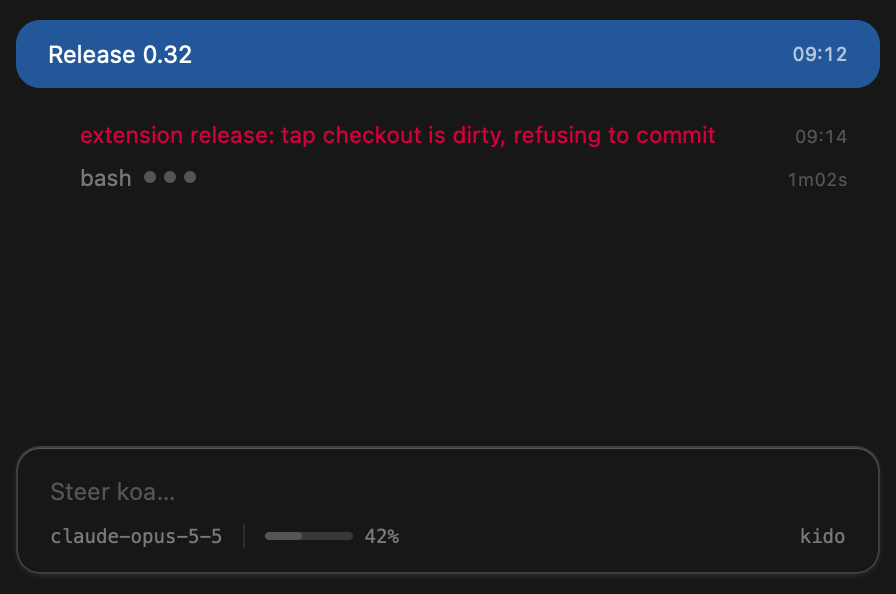 Release 0.32 09:12
extension release: tap checkout is dirty, refusing to commit 09:14
bash 1m02s
Steer koa...
claude-opus-5-5 42% kido